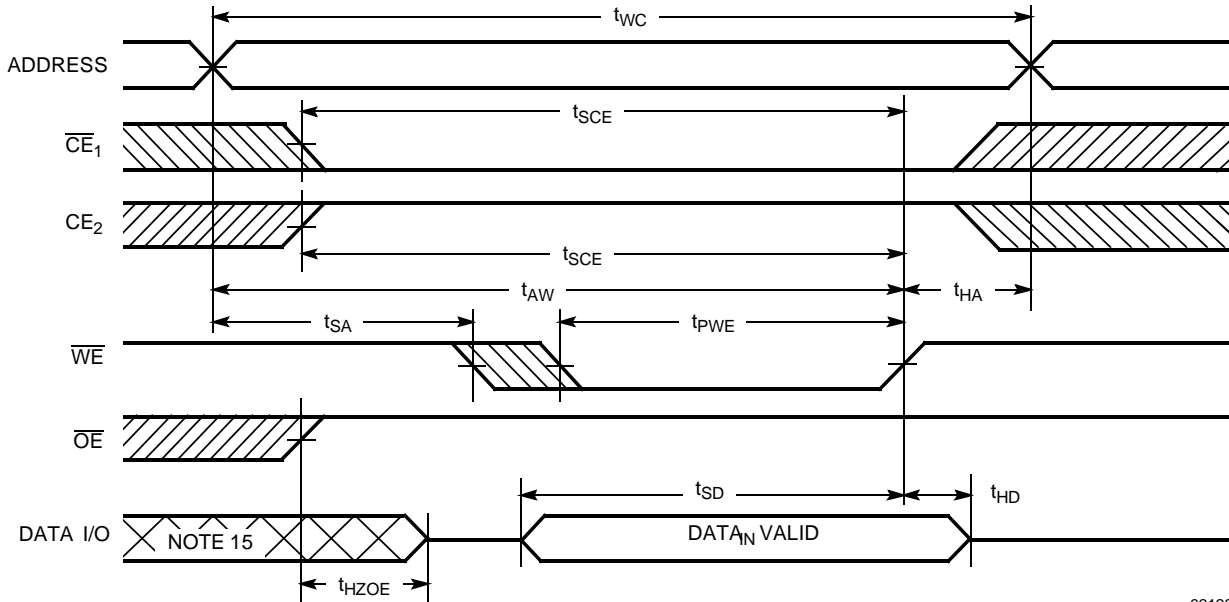 tWC
ADDRESS
tSCE
CE1
CE2
tSCE
tAW
tHA
tSA
tPWE
WE
OE
tSD
tHD
DATA I/O
NOTE 15
DATAIN VALID
tHZOE